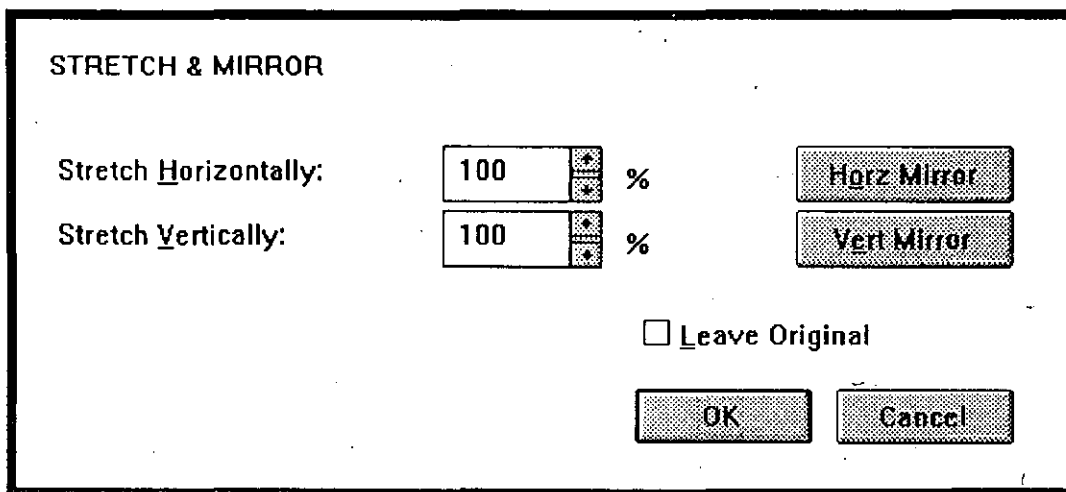 STRETCH & MIRROR
Stretch Horizontally: 100 % Horz Mirror
Stretch Vertically: 100 % Vert Mirror
Leave Original
OK Cancel